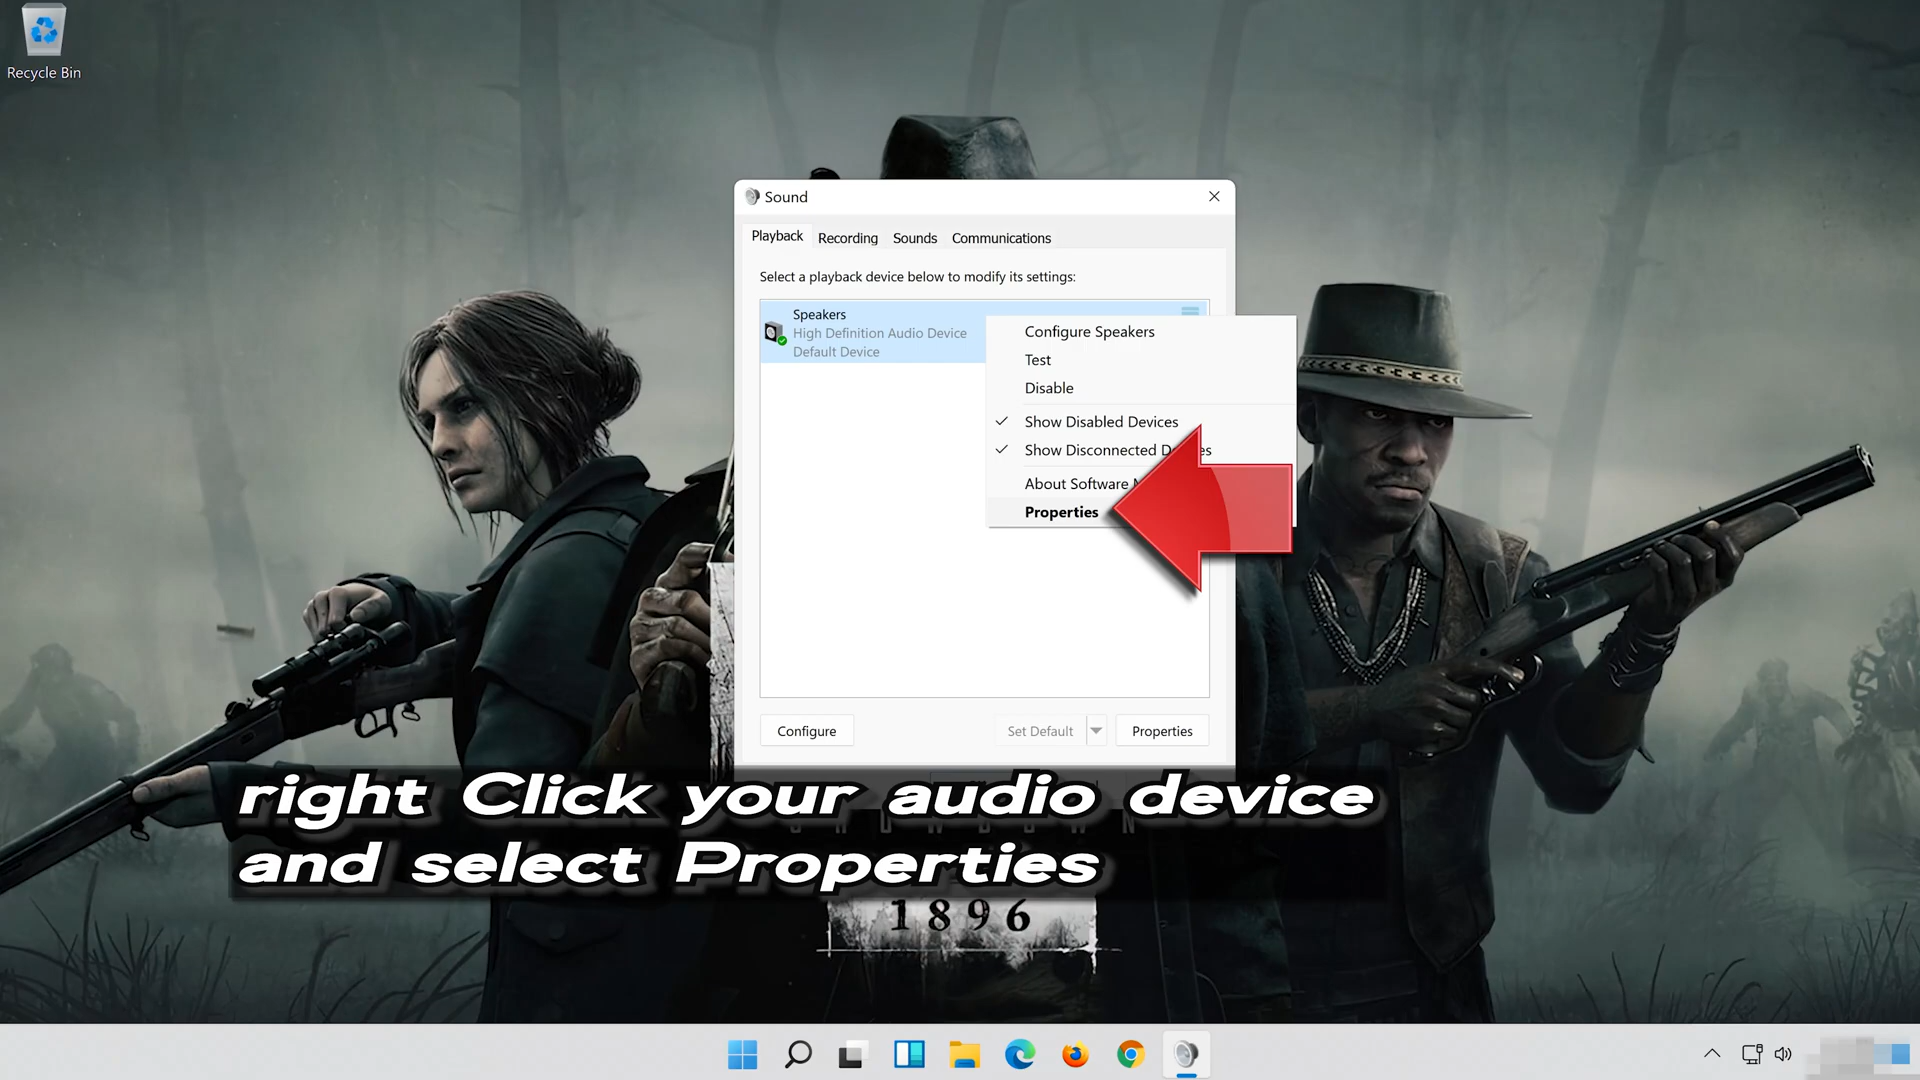 Recycle Bin
Sound
Playback Recording Sounds Communications
Select a playback device below to modify its settings:
Speakers
High Definition Audio Device
Default Device
Configure Speakers
Test
Disable
Show Disabled Devices
Show Disconnected
About Software
Properties
Configure Set Default Properties
right Click your audio device
and select Properties
1896